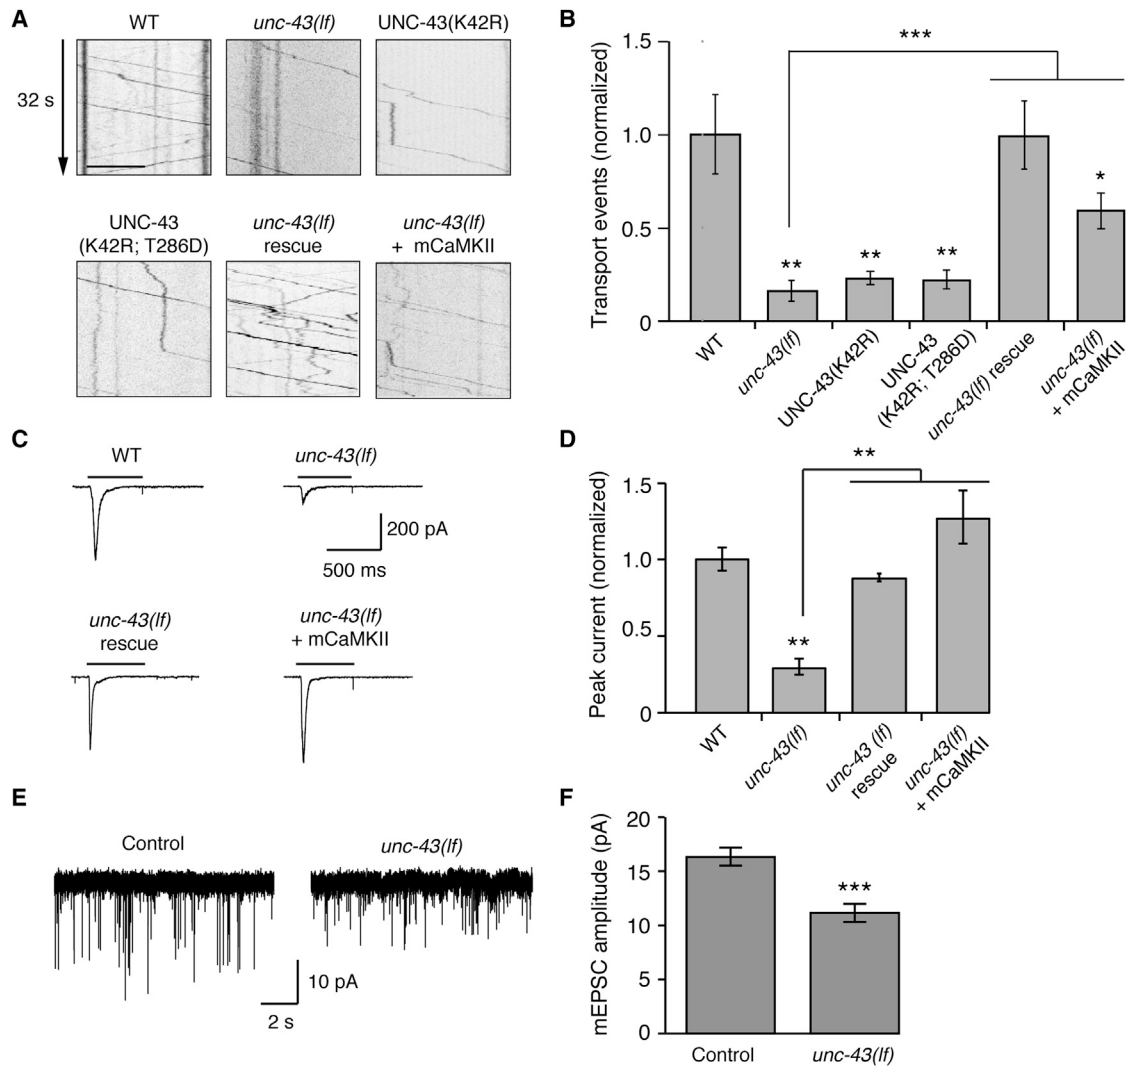 A
WT
unc-43(lf)
UNC-43(K42R)
32 s
UNC-43
(K42R; T286D)
unc-43(lf)
rescue
unc-43(lf)
+ mCaMKII
B
Transport events (normalized)
1.5
1.0
0.5
0
***
**
**
**
*
WT
unc-43(lf)
UNC-43(K42R)
UNC-43
(K42R; T286D)
unc-43(lf) rescue
unc-43(lf)
+ mCaMKII
C
WT
unc-43(lf)
200 pA
500 ms
unc-43(lf)
rescue
unc-43(lf)
+ mCaMKII
D
Peak current (normalized)
1.5
1.0
0.5
0
**
**
WT
unc-43(lf)
unc-43 (lf)
rescue
unc-43(lf)
+ mCaMKII
E
Control
unc-43(lf)
10 pA
2 s
F
mEPSC amplitude (pA)
20
15
10
5
0
***
Control
unc-43(lf)